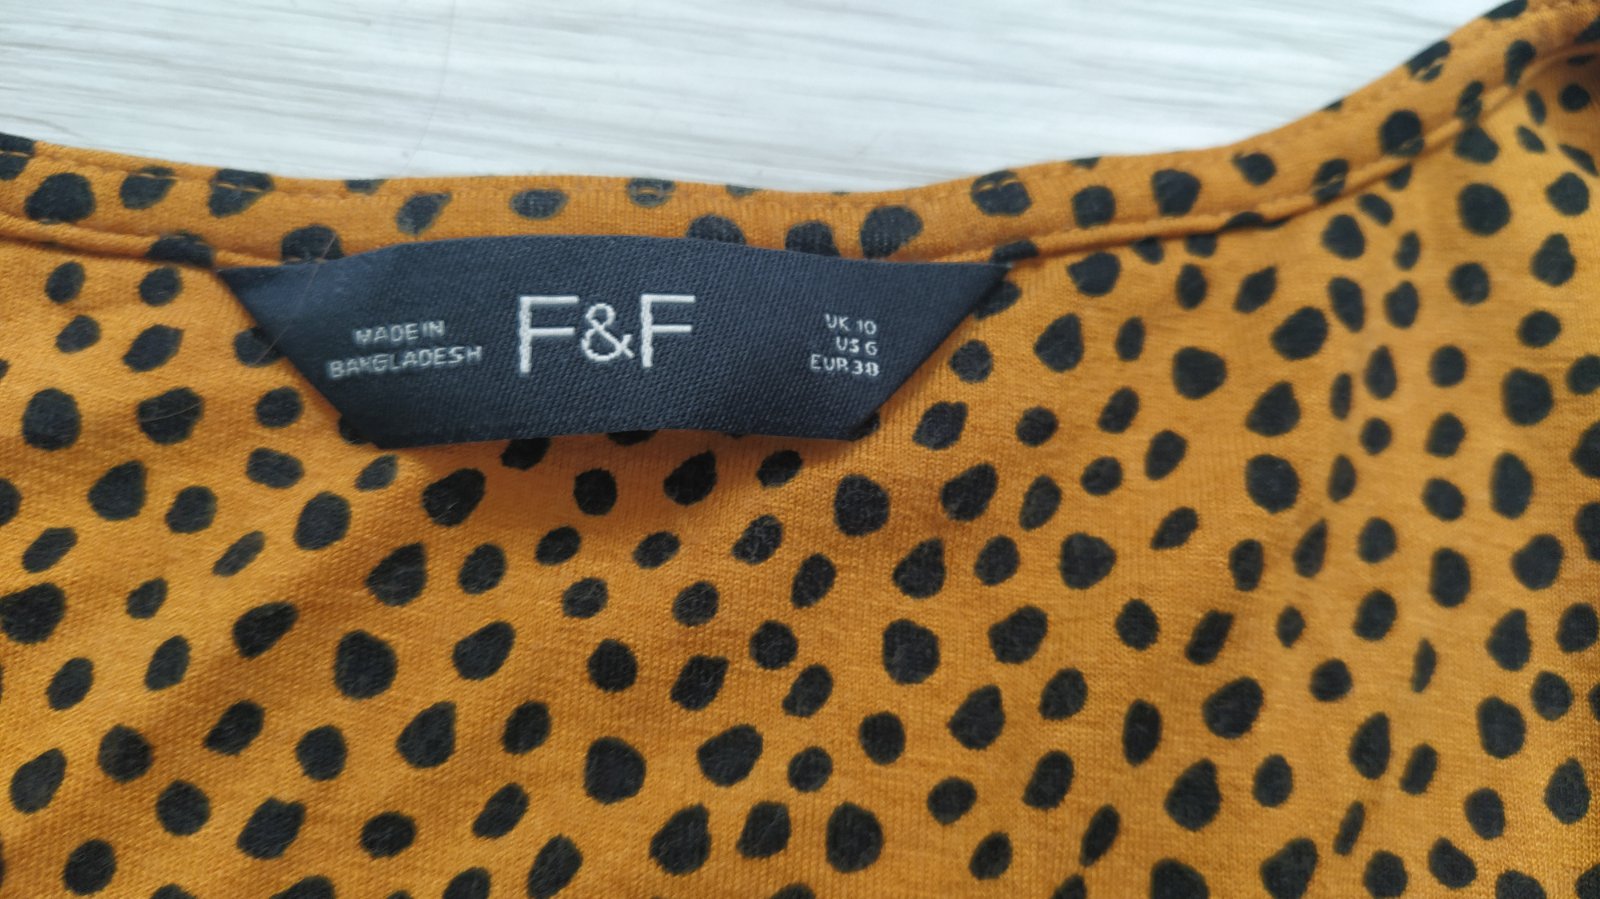 MADE IN
BANGLADESH
F&F
UK 10
US 6
EUR 38